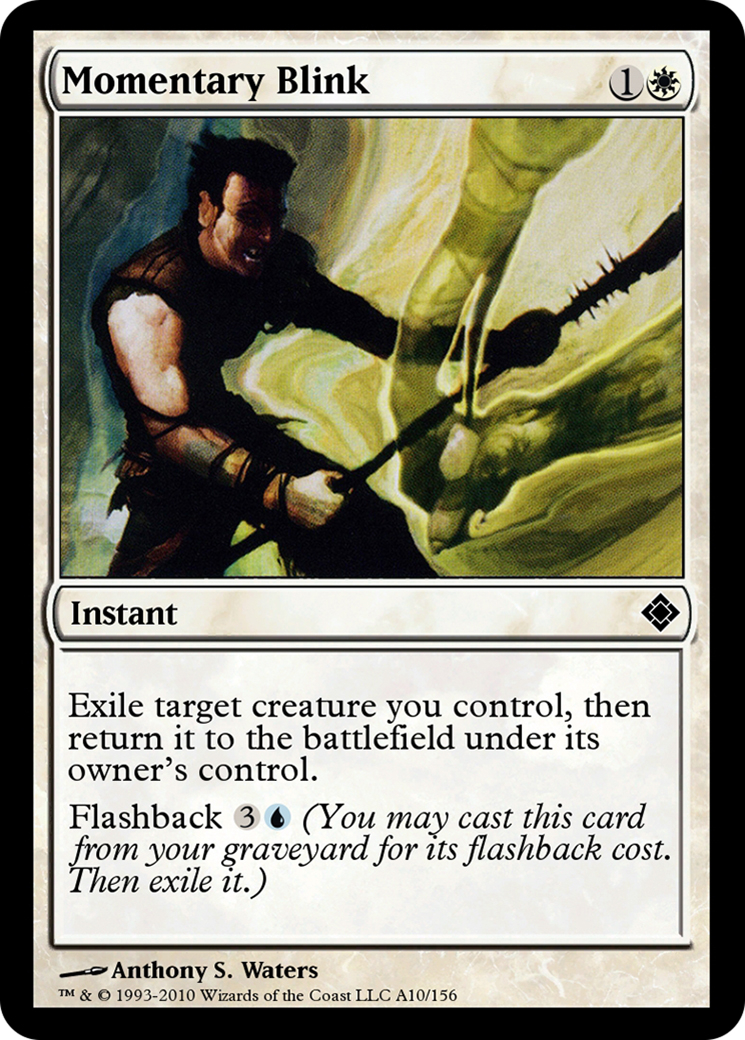 Momentary Blink 1
Instant
Exile target creature you control, then
return it to the battlefield under its
owner's control.
Flashback 3 (You may cast this card
from your graveyard for its flashback cost.
Then exile it.)
Anthony S. Waters
™ & © 1993-2010 Wizards of the Coast LLC A10/156